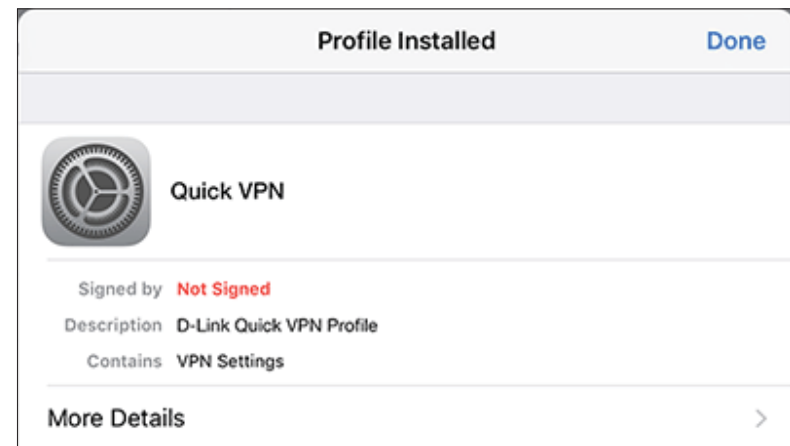 Profile Installed Done
Quick VPN
Signed by Not Signed
Description D-Link Quick VPN Profile
Contains VPN Settings
More Details